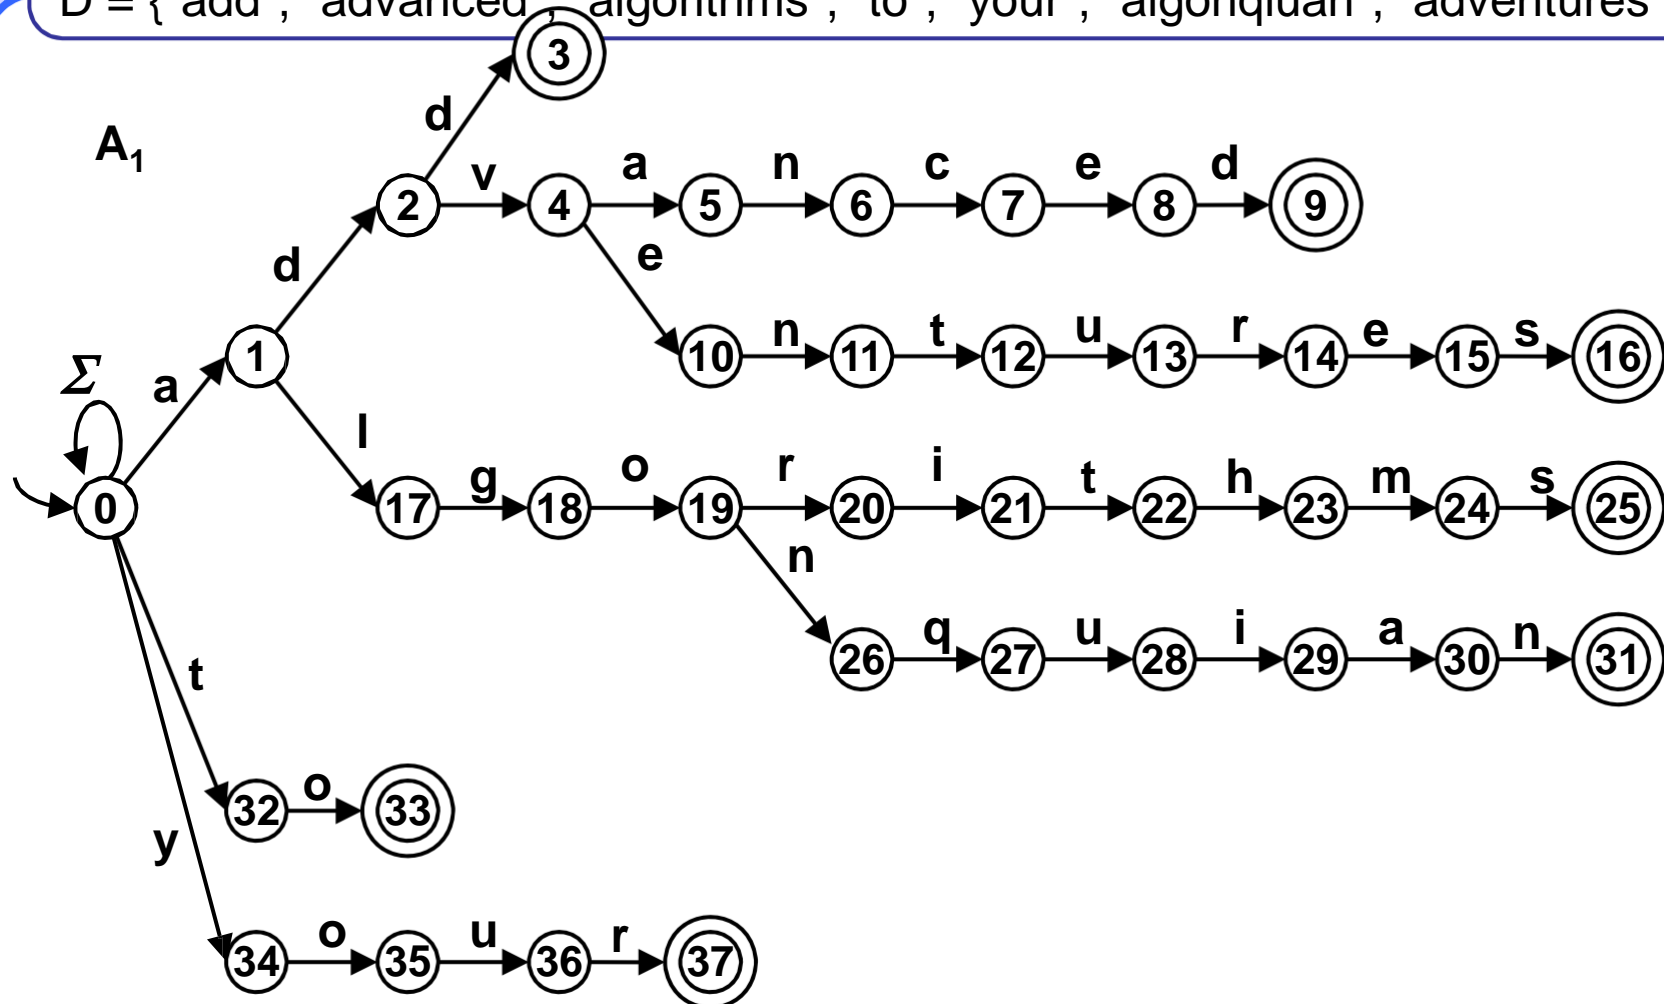 D = { "add", "advanced", "algorithms", "to", "your", "algonqiuan", "adventures"
3
d
A1
2 v 4 a 5 n 6 c 7 e 8 d 9
d e
1 10 n 11 t 12 u 13 r 14 e 15 s 16
Σ a l
0 17 g 18 o 19 r 20 i 21 t 22 h 23 m 24 s 25
n
26 q 27 u 28 i 29 a 30 n 31
t
32 o 33
y
34 o 35 u 36 r 37